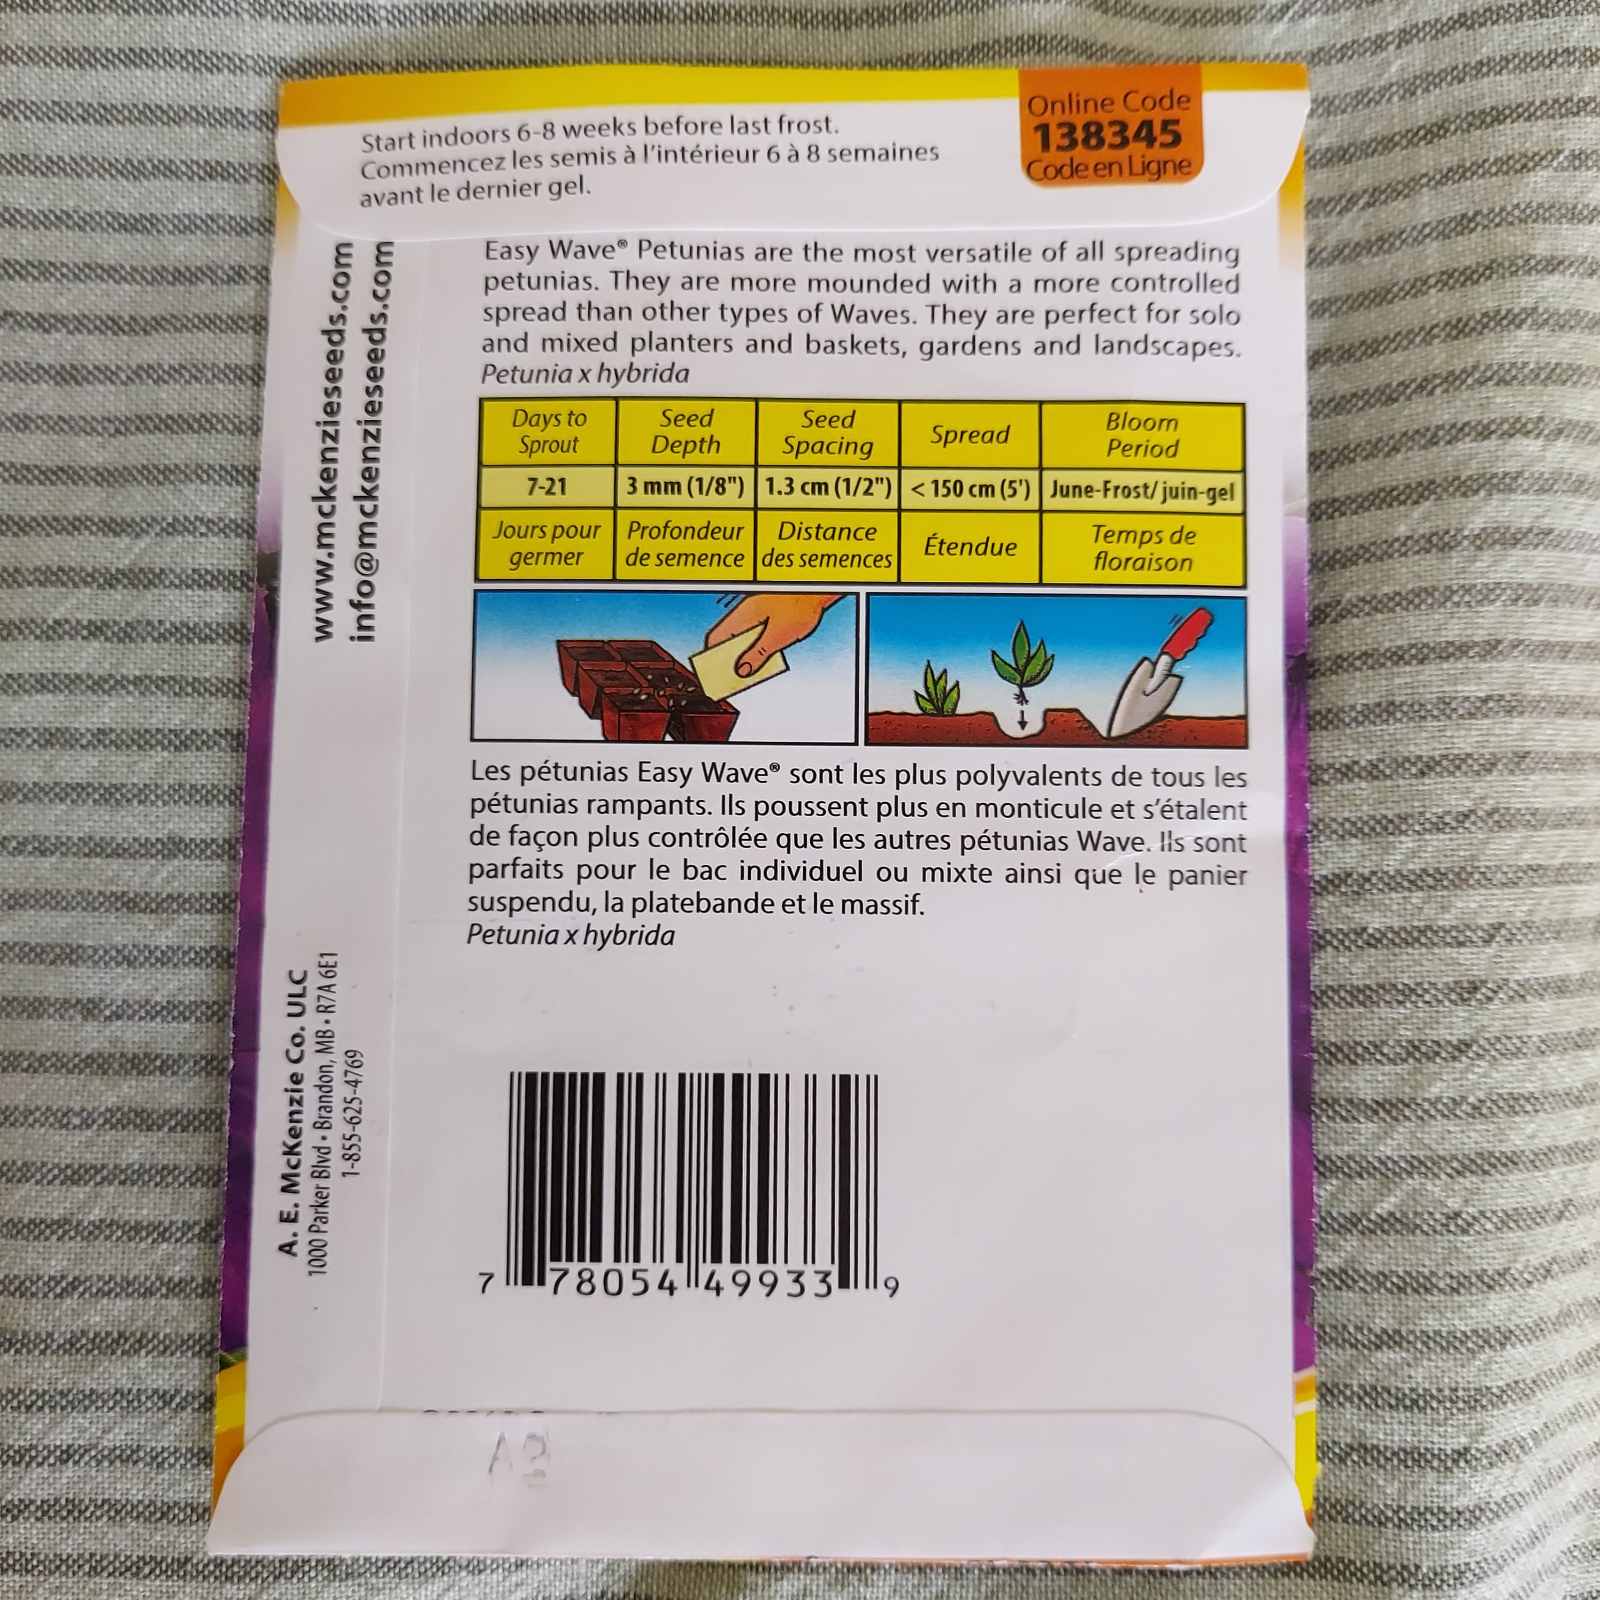 Start indoors 6-8 weeks before last frost.
Commencez les semis à l'intérieur 6 à 8 semaines
avant le dernier gel.
Online Code
138345
Code en Ligne
www.mckenzieseeds.com
info@mckenzieseeds.com
Easy Wave® Petunias are the most versatile of all spreading
petunias. They are more mounded with a more controlled
spread than other types of Waves. They are perfect for solo
and mixed planters and baskets, gardens and landscapes.
Petunia x hybrida
Days to Sprout | Seed Depth | Seed Spacing | Spread | Bloom Period
7-21 | 3 mm (1/8") | 1.3 cm (1/2") | < 150 cm (5') | June-Frost/juin-gel
Jours pour germer | Profondeur de semence | Distance des semences | Étendue | Temps de floraison
Les pétunias Easy Wave® sont les plus polyvalents de tous les
pétunias rampants. Ils poussent plus en monticule et s'étalent
de façon plus contrôlée que les autres pétunias Wave. Ils sont
parfaits pour le bac individuel ou mixte ainsi que le panier
suspendu, la platebande et le massif.
Petunia x hybrida
A. E. McKenzie Co. ULC
1000 Parker Blvd • Brandon, MB • R7A 6E1
1-855-625-4769
7 78054 49933 9